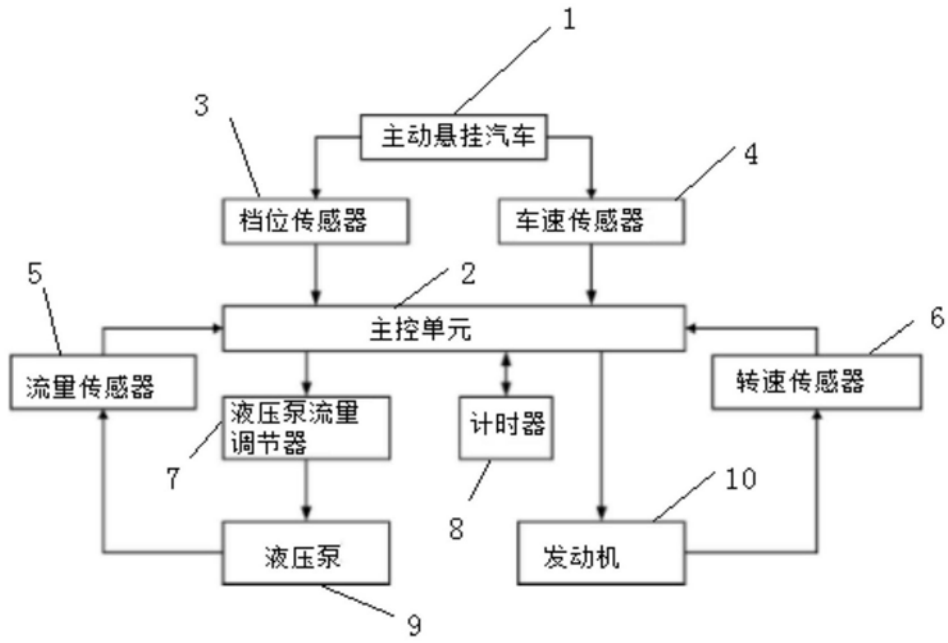 1
3
主动悬挂汽车
4
档位传感器
车速传感器
5
2
6
主控单元
流量传感器
转速传感器
液压泵流量
调节器
计时器
7
8
10
液压泵
发动机
9